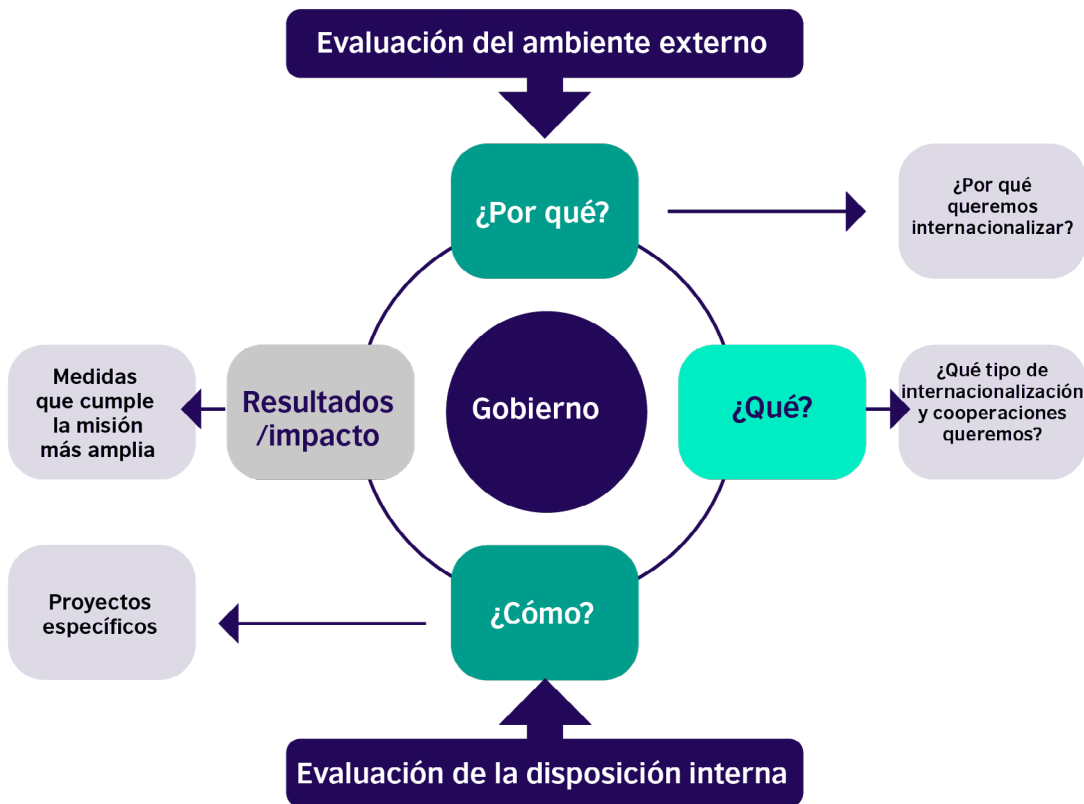 Evaluación del ambiente externo
¿Por qué?
¿Por qué
queremos
internacionalizar?
Medidas
que cumple
la misión
más amplia
Resultados
/impacto
Gobierno
¿Qué?
¿Qué tipo de
internacionalización
y cooperaciones
queremos?
Proyectos
específicos
¿Cómo?
Evaluación de la disposición interna